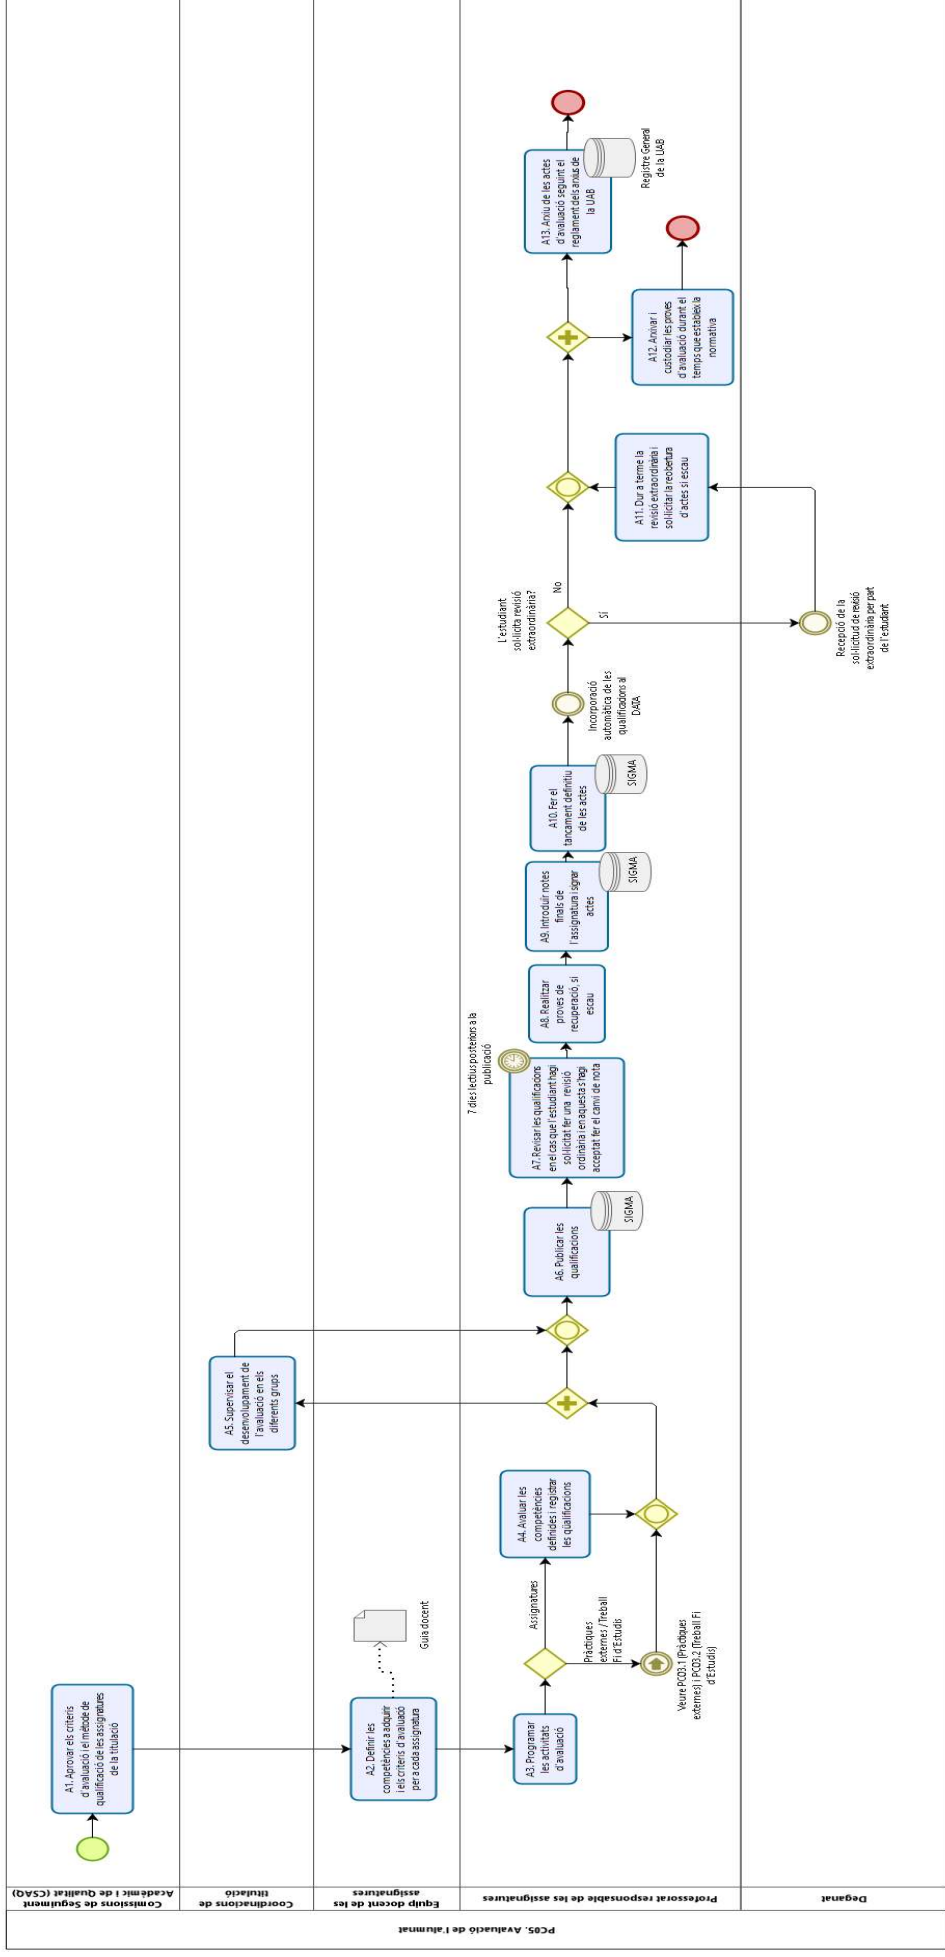 PC05. Avaluació de l'alumnat
Comissions de Seguiment
Acadèmic i de Qualitat (CSAQ)
Coordinacions de
titulació
Equip docent de les
assignatures
Professorat responsable de les assignatures
Deganat
A1. Aprovar els criteris
d'avaluació i el mètode de
qualificació de les assignatures
de la titulació
A2. Definir les
competències a adquirir
i els criteris d'avaluació
per a cada assignatura
Guia docent
A3. Programar
les activitats
d'avaluació
Assignatures
Pràctiques
externes / Treball
Fi d'Estudis
Veure PC03.1 (Pràctiques
externes) i PC03.2 (Treball Fi
d'Estudis)
A4. Avaluar les
competències
definides i registrar
les qüalificacions
A5. Supervisar el
desenvolupament de
l'avaluació en els
diferents grups
A6. Publicar les
qualificacions
SIGMA
A7. Revisar les qualificacions
en el cas que l'estudiant hagi
sol·licitat fer una revisió
ordinària i en aquesta s'hagi
acceptat fer el canvi de nota
7 dies lectius posteriors a la
publicació
A8. Realitzar
proves de
recuperació, si
escau
A9. Introduir notes
finals de
l'assignatura i signar
actes
SIGMA
A10. Fer el
tancament definitiu
de les actes
SIGMA
Incorporació
automàtica de les
qualificacions al
DATA
L'estudiant
sol·licita revisió
extraordinària?
No
Sí
Recepció de la
sol·licitud de revisió
extraordinària per part
de l'estudiant
A11. Dur a terme la
revisió extraordinària i
sol·licitar la reobertura
d'actes si escau
A12. Arxivar i
custodiar les proves
d'avaluació durant el
temps que estableix la
normativa
A13. Arxiu de les actes
d'avaluació seguint el
reglament dels arxius de
la UAB
Registre General
de la UAB